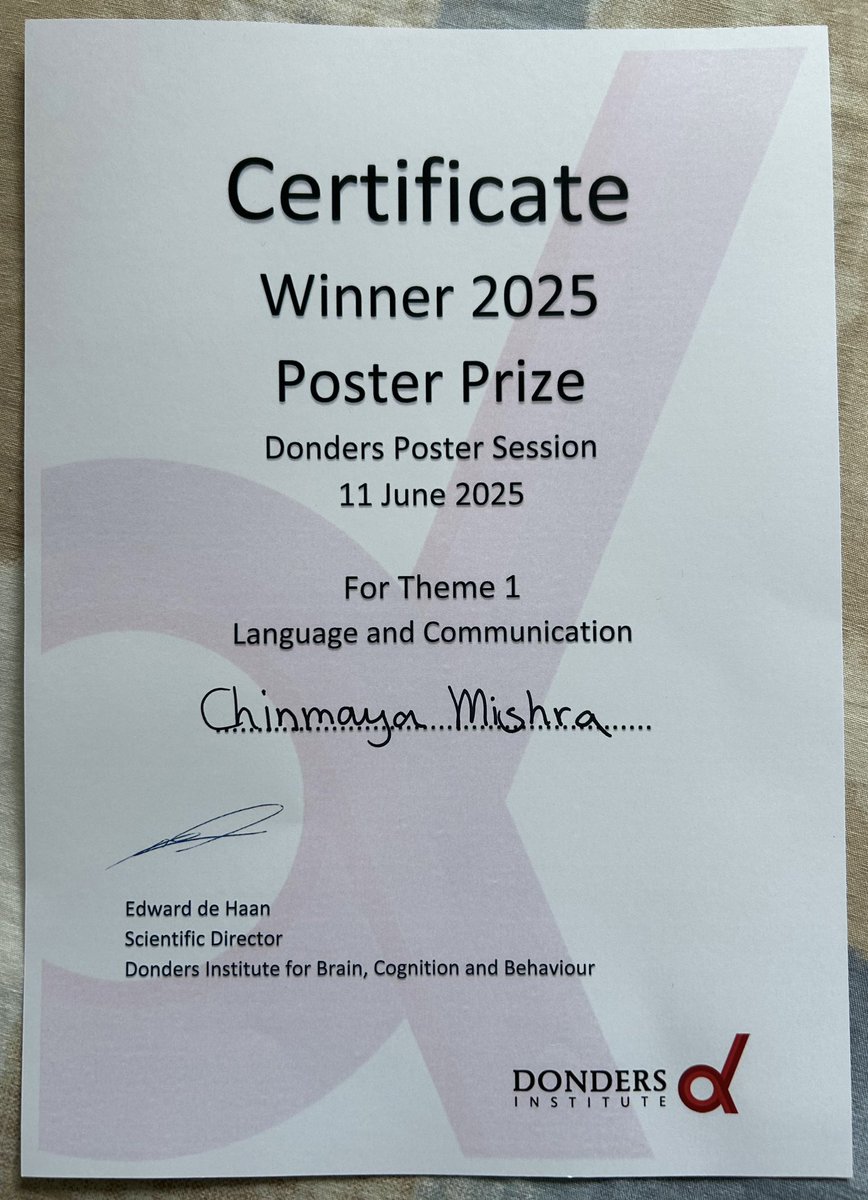 Certificate
Winner 2025
Poster Prize
Donders Poster Session
11 June 2025
For Theme 1
Language and Communication
Chinmaya Mishra
Edward de Haan
Scientific Director
Donders Institute for Brain, Cognition and Behaviour
DONDERS
INSTITUTE